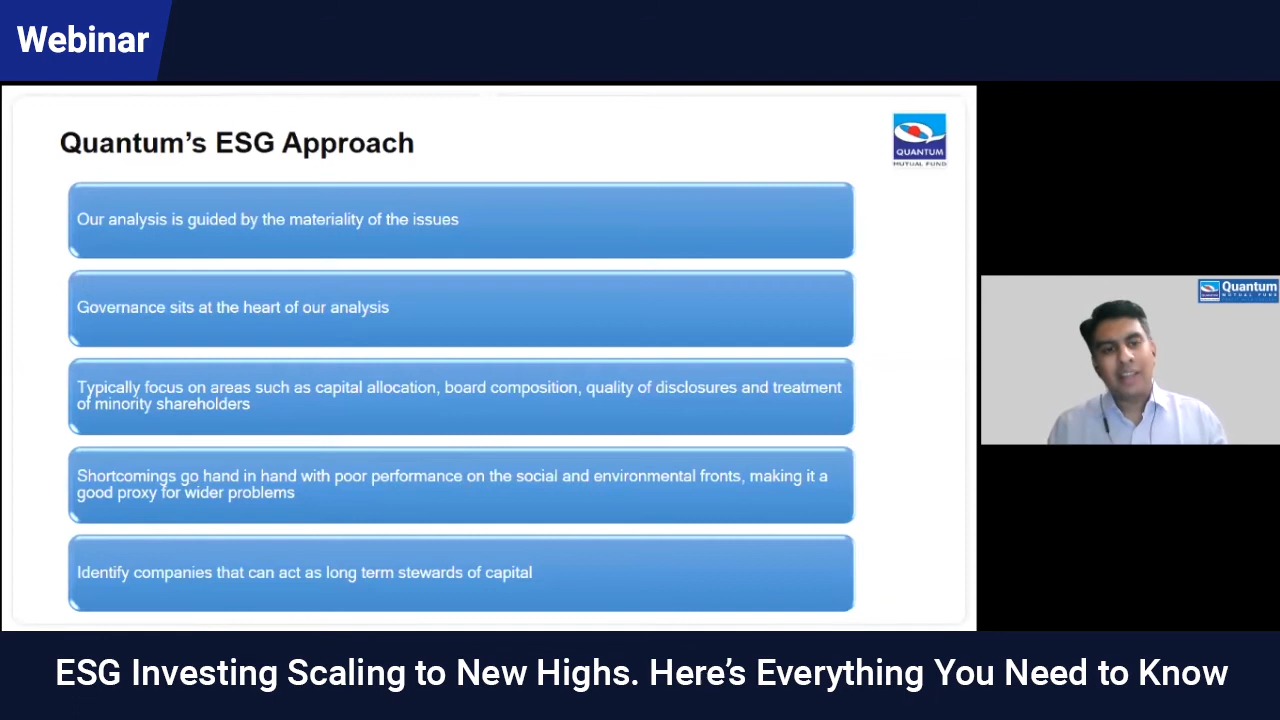 Webinar
Quantum's ESG Approach
QUANTUM
MUTUAL FUND
Our analysis is guided by the materiality of the issues
Governance sits at the heart of our analysis
Typically focus on areas such as capital allocation, board composition, quality of disclosures and treatment
of minority shareholders
Shortcomings go hand in hand with poor performance on the social and environmental fronts, making it a
good proxy for wider problems
Identify companies that can act as long term stewards of capital
Quantum
MUTUAL FUND
ESG Investing Scaling to New Highs. Here's Everything You Need to Know